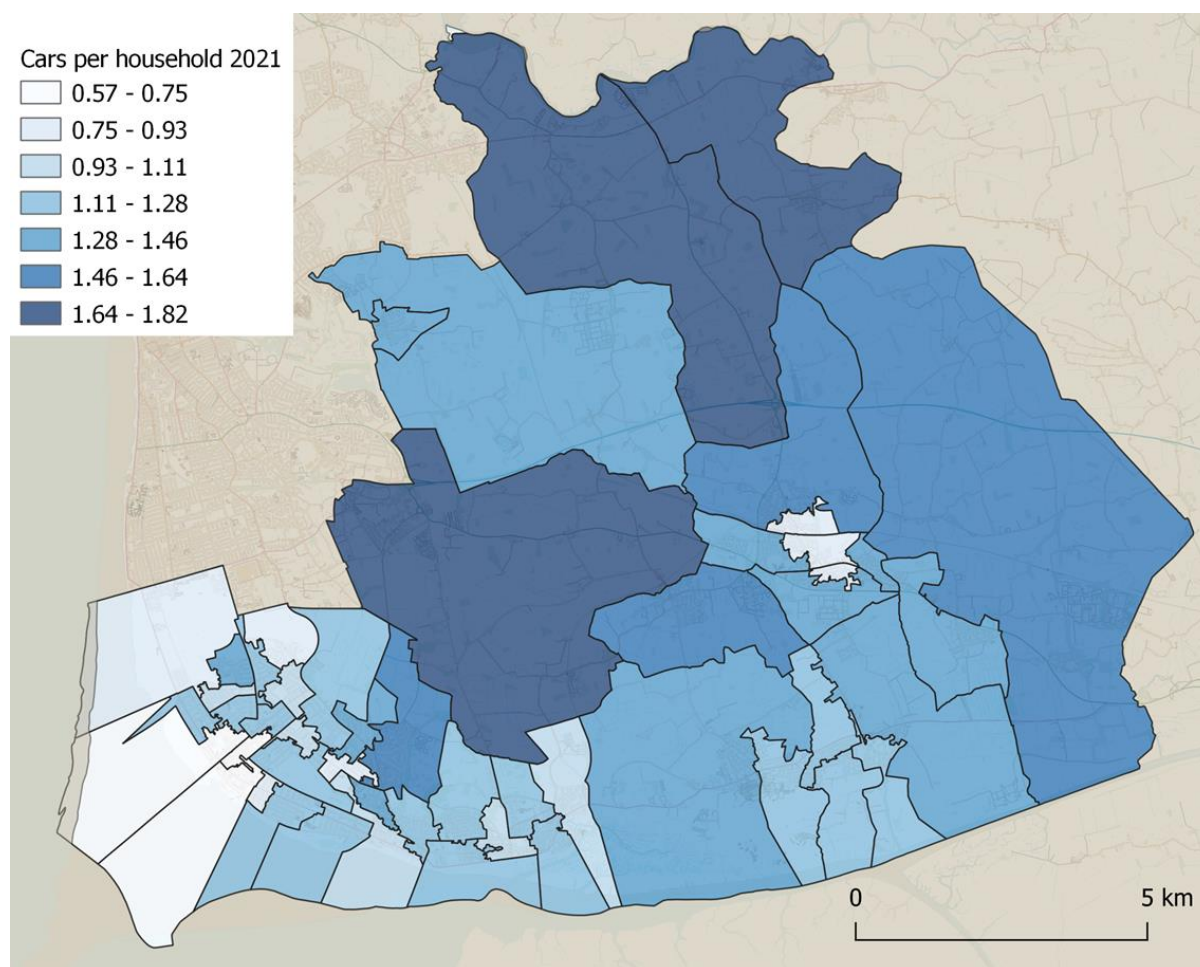 Cars per household 2021
0.57 - 0.75
0.75 - 0.93
0.93 - 1.11
1.11 - 1.28
1.28 - 1.46
1.46 - 1.64
1.64 - 1.82
0 5 km